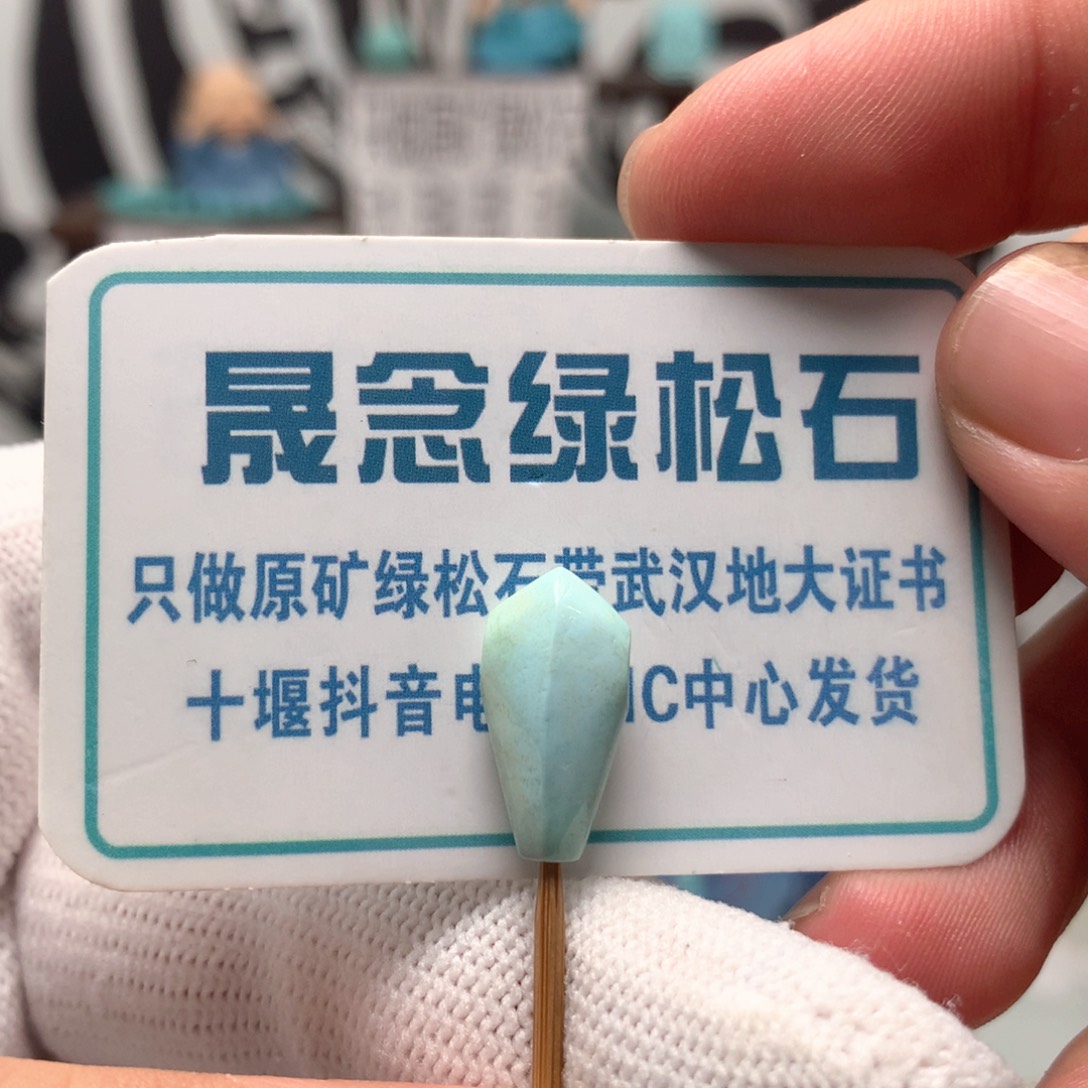 晟念绿松石
只做原矿绿松石带武汉地大证书
十堰抖音电 IC中心发货